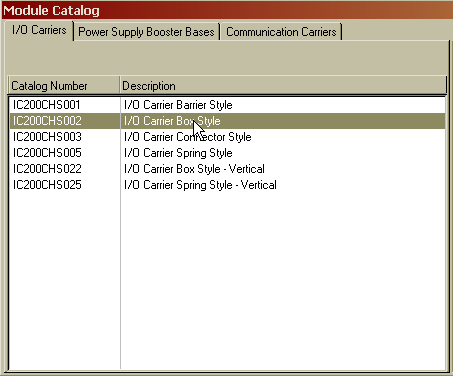 Module Catalog
I/O Carriers Power Supply Booster Bases Communication Carriers
Catalog Number Description
IC200CHS001 I/O Carrier Barrier Style
IC200CHS002 I/O Carrier Box Style
IC200CHS003 I/O Carrier Connector Style
IC200CHS005 I/O Carrier Spring Style
IC200CHS022 I/O Carrier Box Style - Vertical
IC200CHS025 I/O Carrier Spring Style - Vertical